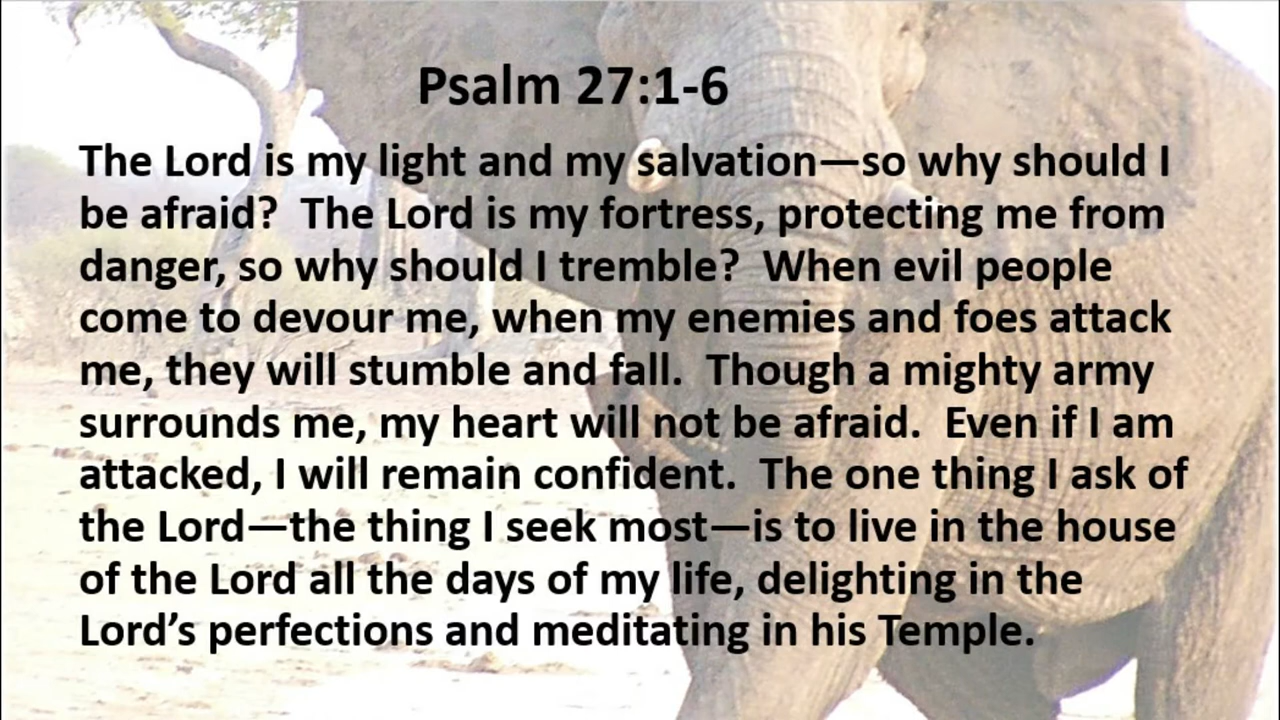 Psalm 27:1-6
The Lord is my light and my salvation—so why should I
be afraid?  The Lord is my fortress, protecting me from
danger, so why should I tremble?  When evil people
come to devour me, when my enemies and foes attack
me, they will stumble and fall.  Though a mighty army
surrounds me, my heart will not be afraid.  Even if I am
attacked, I will remain confident.  The one thing I ask of
the Lord—the thing I seek most—is to live in the house
of the Lord all the days of my life, delighting in the
Lord’s perfections and meditating in his Temple.